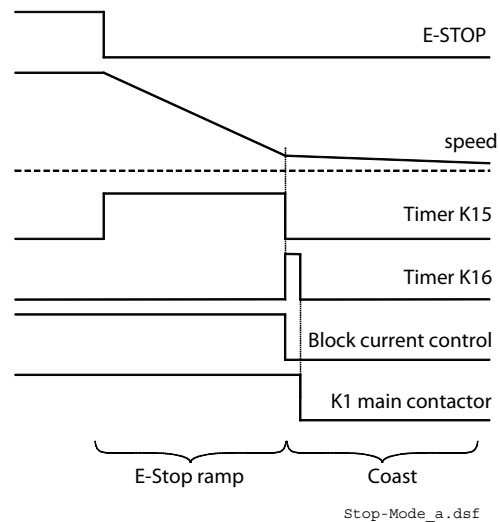 E-STOP
speed
Timer K15
Timer K16
Block current control
K1 main contactor
E-Stop ramp
Coast
Stop-Mode_a.dsf